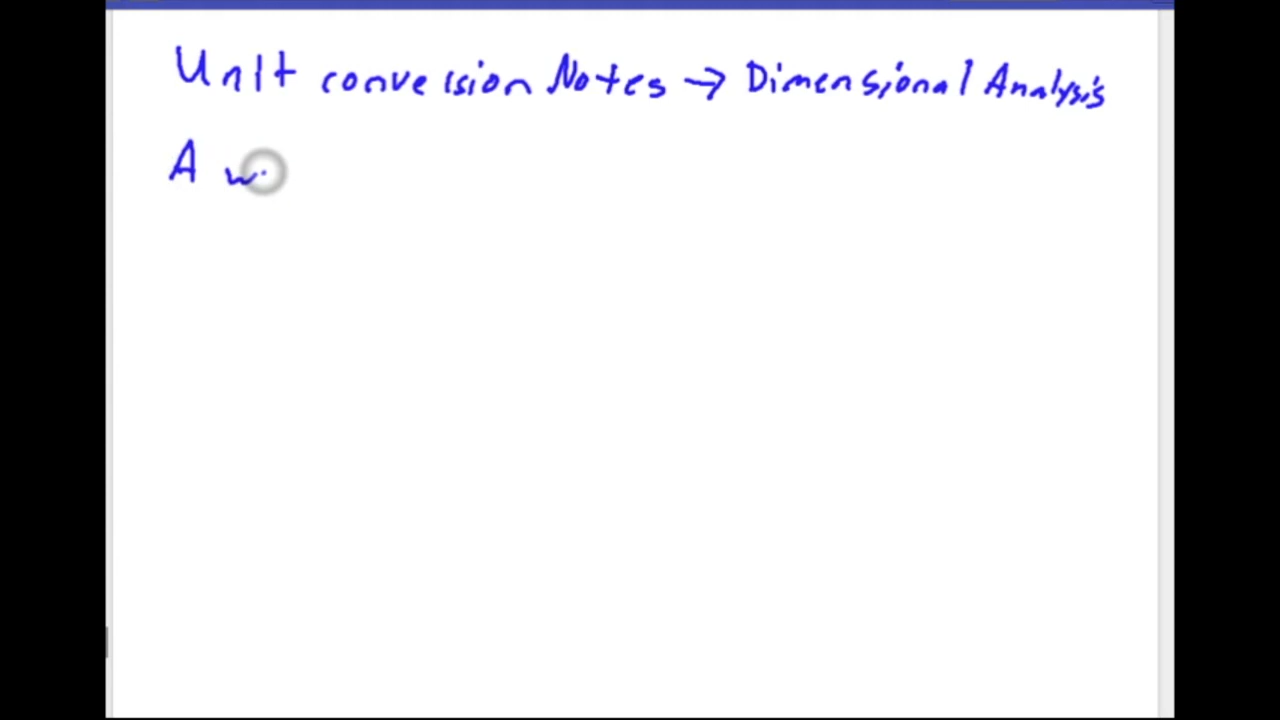 Unit conversion Notes → Dimensional Analysis
A w